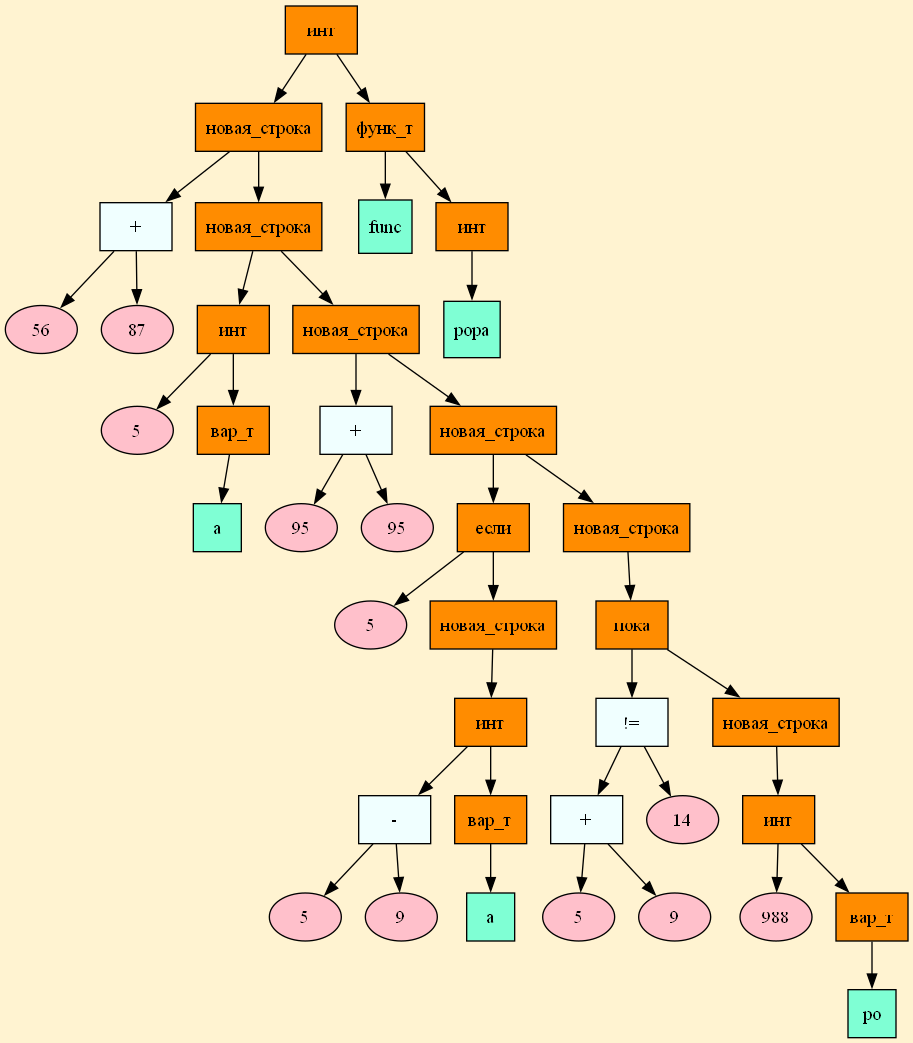 инт
новая_строка функ_т
+ новая_строка func инт
56 87 инт новая_строка popa
5 вар_т + новая_строка
a 95 95 если новая_строка
5 новая_строка пока
инт != новая_строка
- вар_т + 14 инт
5 9 a 5 9 988 вар_т
po